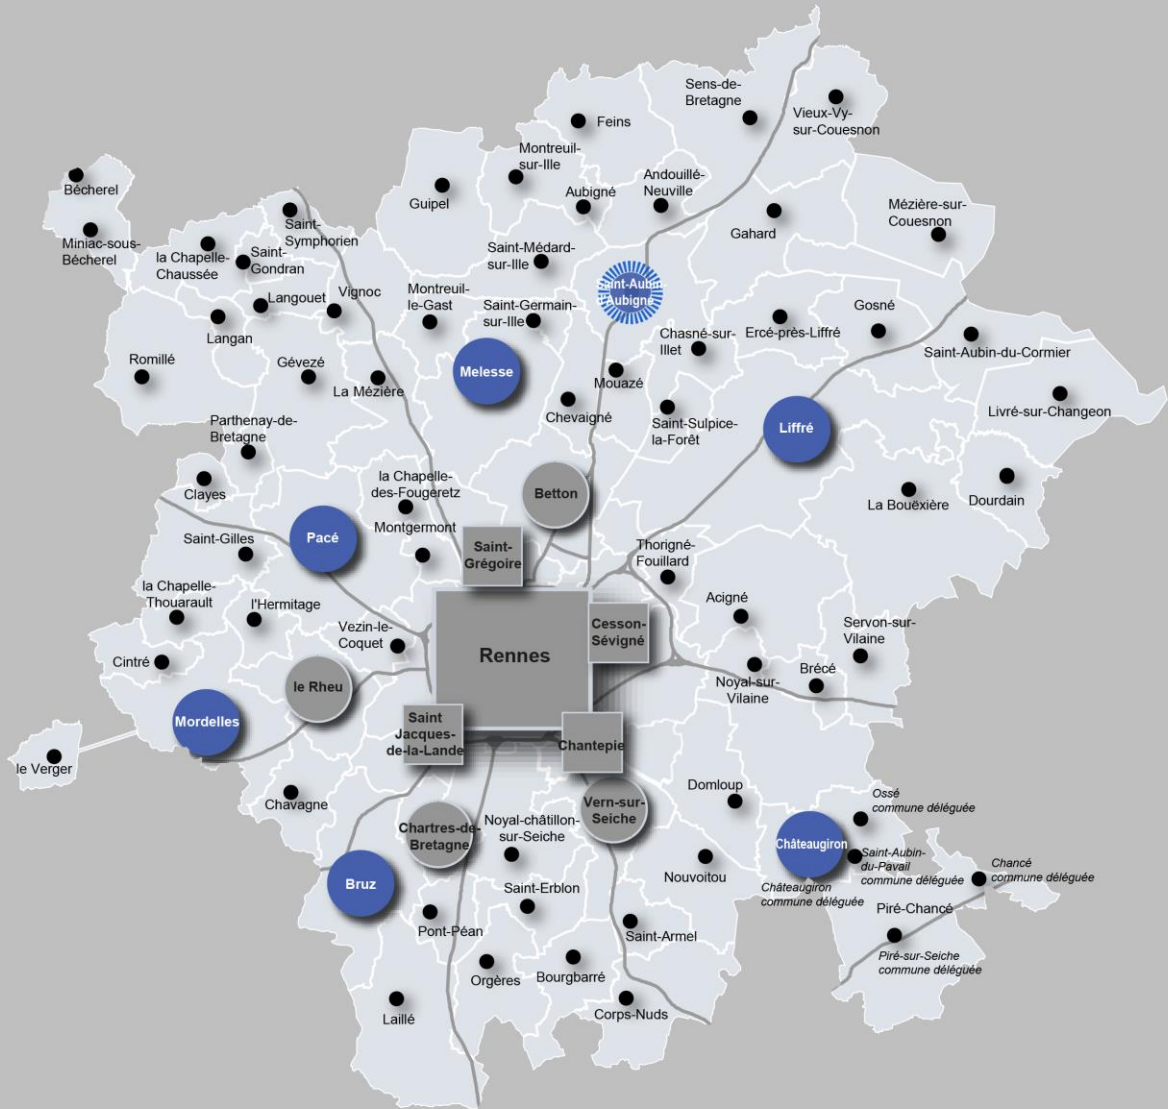 Sens-de-
Bretagne
Vieux-Vy
sur-Couesnon
Feins
Montreuil-
sur-Ille
Aubigné
Andouillé-
Neuville
Guipel
Bécherel
Mézière-sur-
Couesnon
Gahard
Miniac-sous-
Bécherel
Saint-
Symphorien
la Chapelle-
Chaussée
Saint-
Gondran
Saint-Médard-
sur-Ille
Saint-Aubin-
d'Aubigné
Langouet
Vignoc
Montreuil-
le-Gast
Saint-Germain-
sur-Ille
Langan
Gosné
Ercé-près-Liffré
Chasné-sur-
Illet
Saint-Aubin-du-Cormier
Romillé
Gévezé
La Mézière
Melesse
Mouazé
Livré-sur-Changeon
Chevaigné
Saint-Sulpice-
la-Forêt
Liffré
Parthenay-de-
Bretagne
Clayes
la Chapelle-
des-Fougeretz
Betton
La Bouëxière
Dourdain
Montgermont
Pacé
Saint-Gilles
Saint-
Grégoire
Thorigné-
Fouillard
la Chapelle-
Thouarault
l'Hermitage
Acigné
Vezin-le-
Coquet
Rennes
Cesson-
Sévigné
Servon-sur-
Vilaine
Cintré
Noyal-sur-
Vilaine
Brécé
le Rheu
Mordelles
Saint
Jacques-
de-la-Lande
Chantepie
le Verger
Chavagne
Domloup
Ossé
commune déléguée
Vern-sur-
Seiche
Chartres-de-
Bretagne
Noyal-châtillon-
sur-Seiche
Châteaugiron
Saint-Aubin-
du-Pavail
commune déléguée
Chancé
commune déléguée
Nouvoitou
Châteaugiron
commune déléguée
Bruz
Saint-Erblon
Piré-Chancé
Pont-Péan
Saint-Armel
Piré-sur-Seiche
commune déléguée
Orgères
Bourgbarré
Laillé
Corps-Nuds